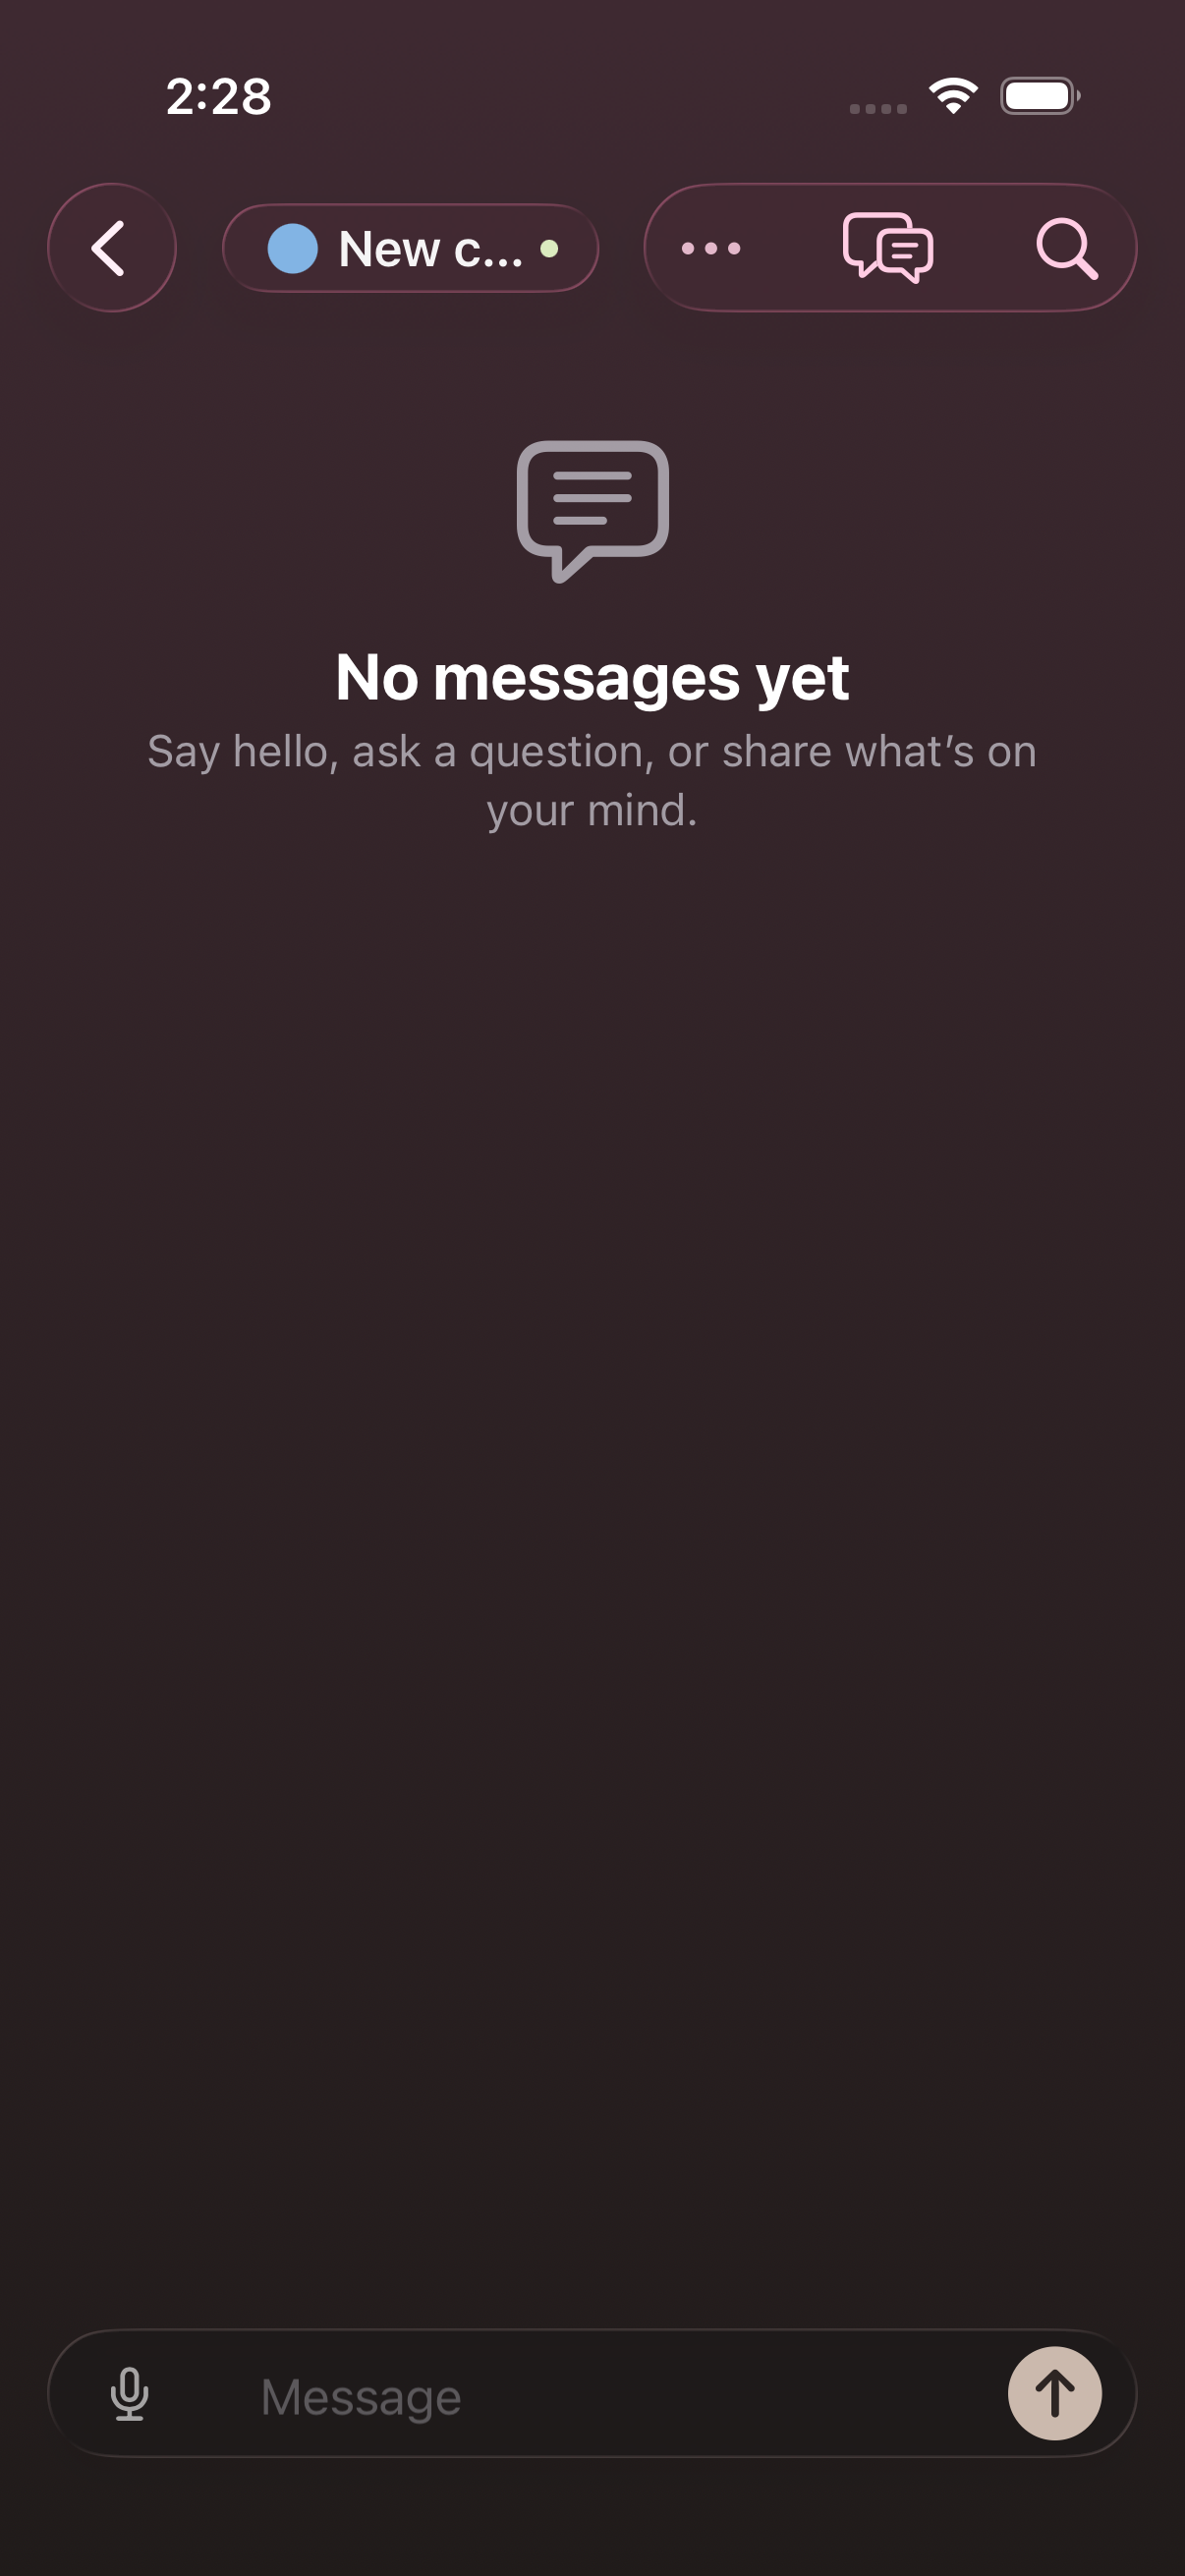 2:28
New c...
No messages yet
Say hello, ask a question, or share what’s on
your mind.
Message